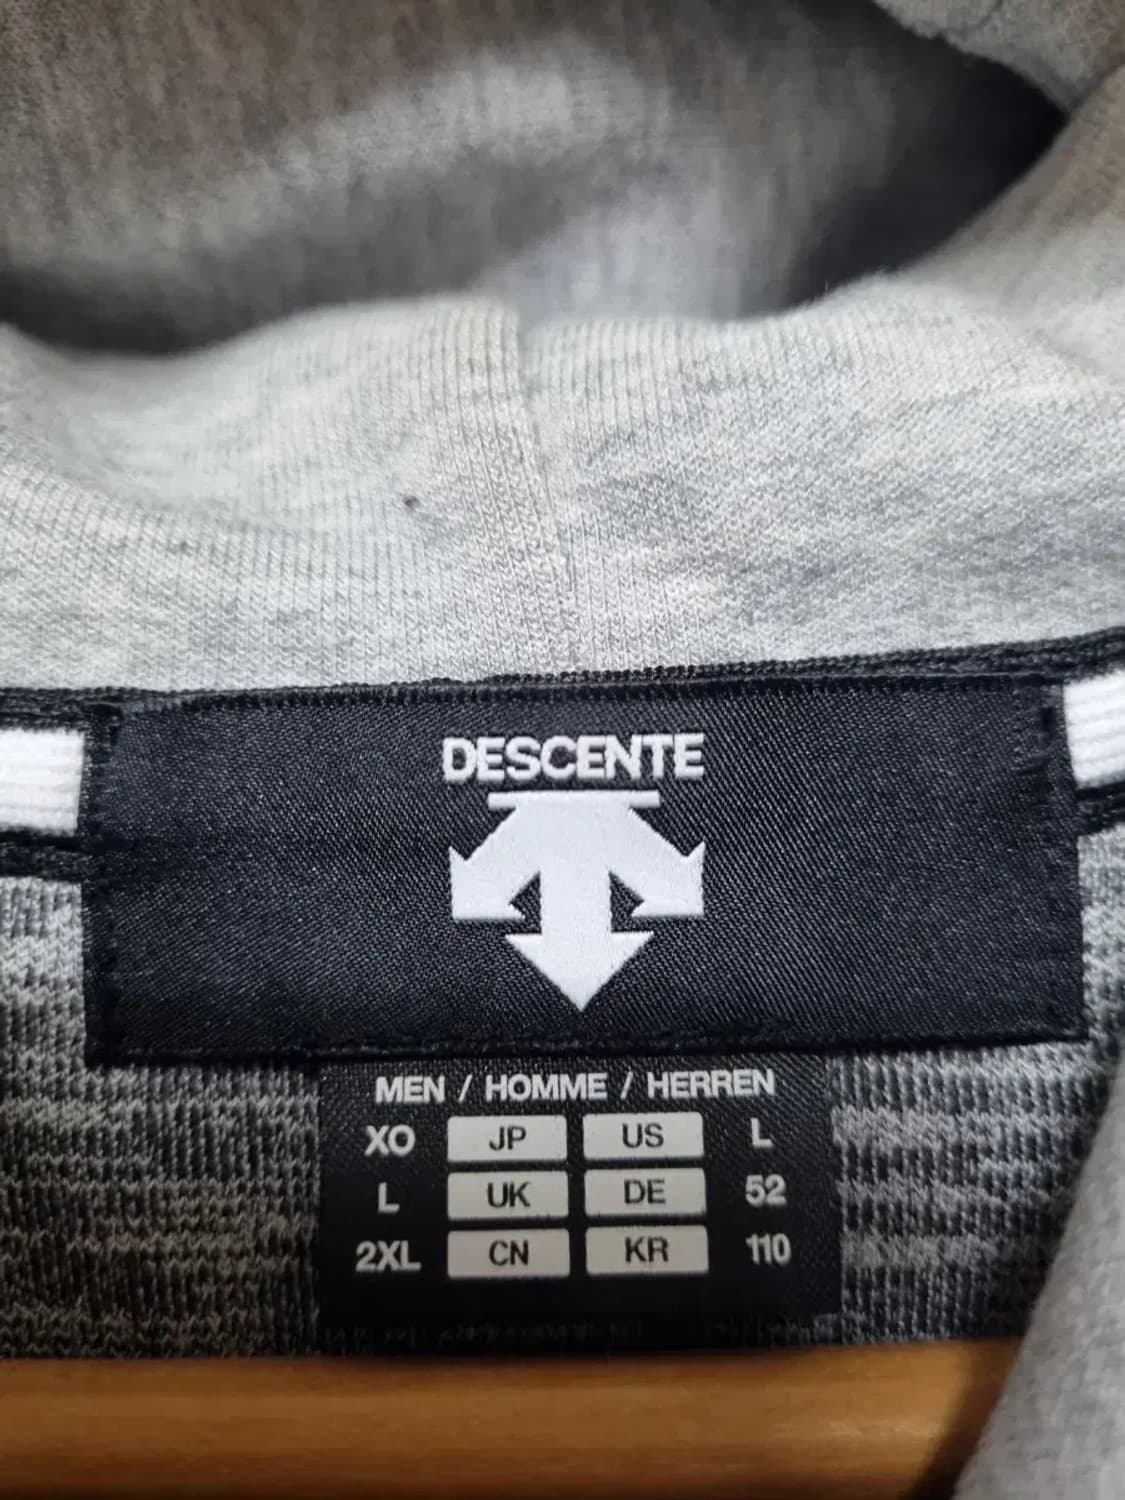 DESCENTE
MEN / HOMME / HERREN
XO JP US L
L UK DE 52
2XL CN KR 110